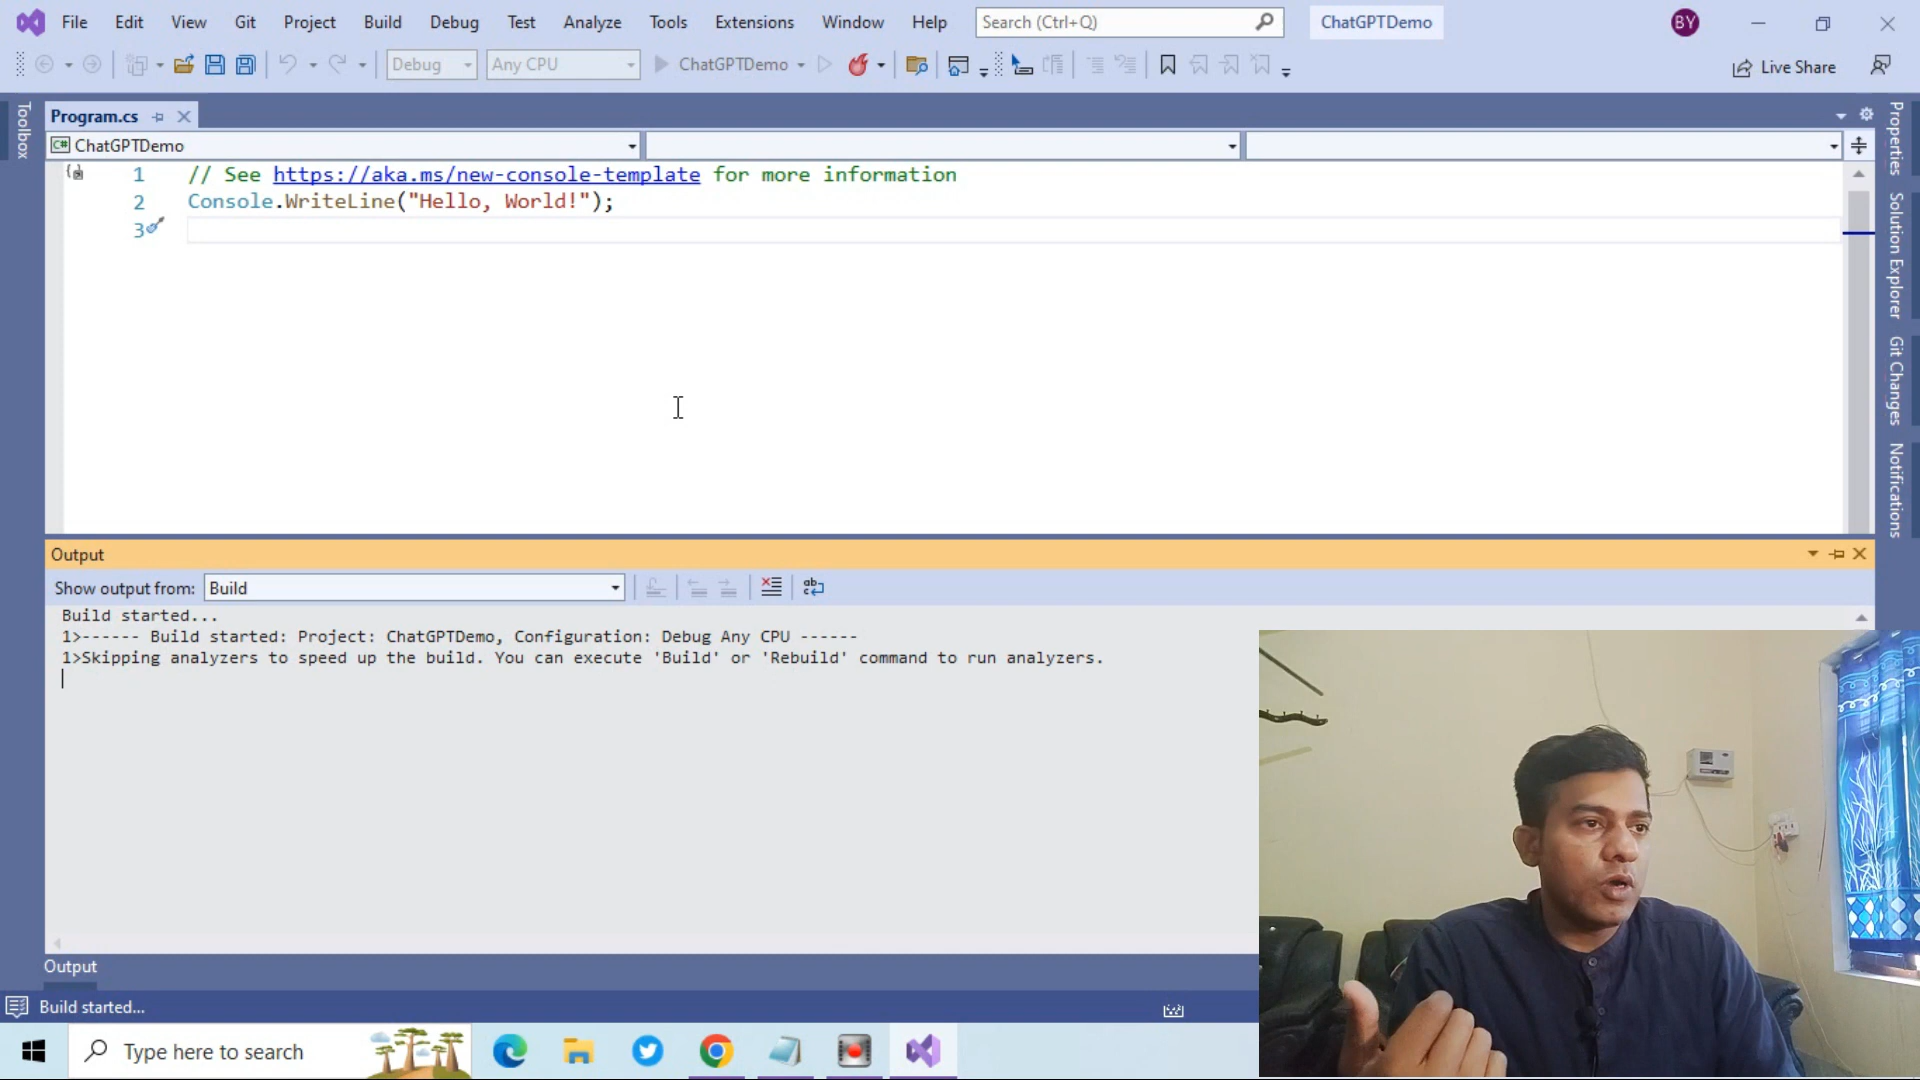 File Edit View Git Project Build Debug Test Analyze Tools Extensions Window Help Search (Ctrl+Q) ChatGPTDemo BY
Debug Any CPU ChatGPTDemo Live Share
Toolbox
Program.cs
ChatGPTDemo
1 // See https://aka.ms/new-console-template for more information
2 Console.WriteLine("Hello, World!");
3
Properties
Solution Explorer
Git Changes
Notifications
Output
Show output from: Build
Build started...
1>------ Build started: Project: ChatGPTDemo, Configuration: Debug Any CPU ------
1>Skipping analyzers to speed up the build. You can execute 'Build' or 'Rebuild' command to run analyzers.
Output
Build started...
Type here to search